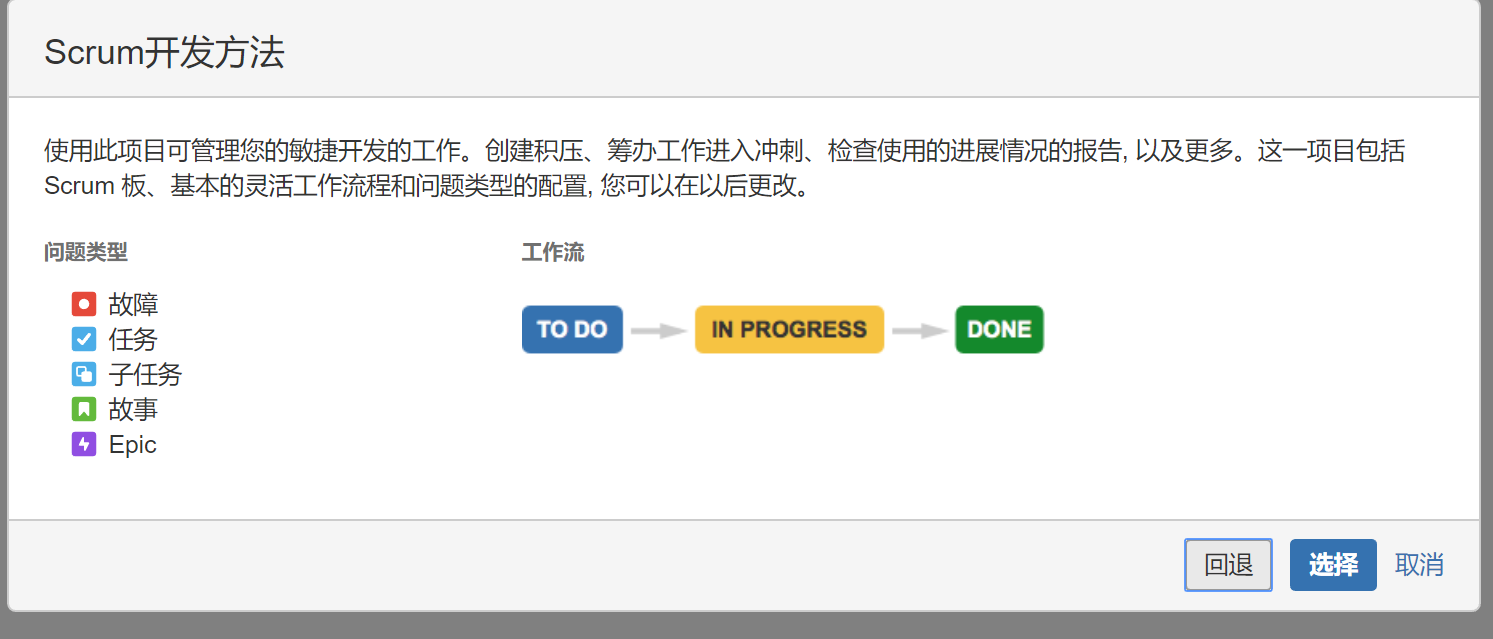 Scrum开发方法
使用此项目可管理您的敏捷开发的工作。创建积压、筹办工作进入冲刺、检查使用的进展情况的报告, 以及更多。这一项目包括
Scrum 板、基本的灵活工作流程和问题类型的配置, 您可以在以后更改。
问题类型
工作流
故障
任务
子任务
故事
Epic
TO DO IN PROGRESS DONE
回退 选择 取消